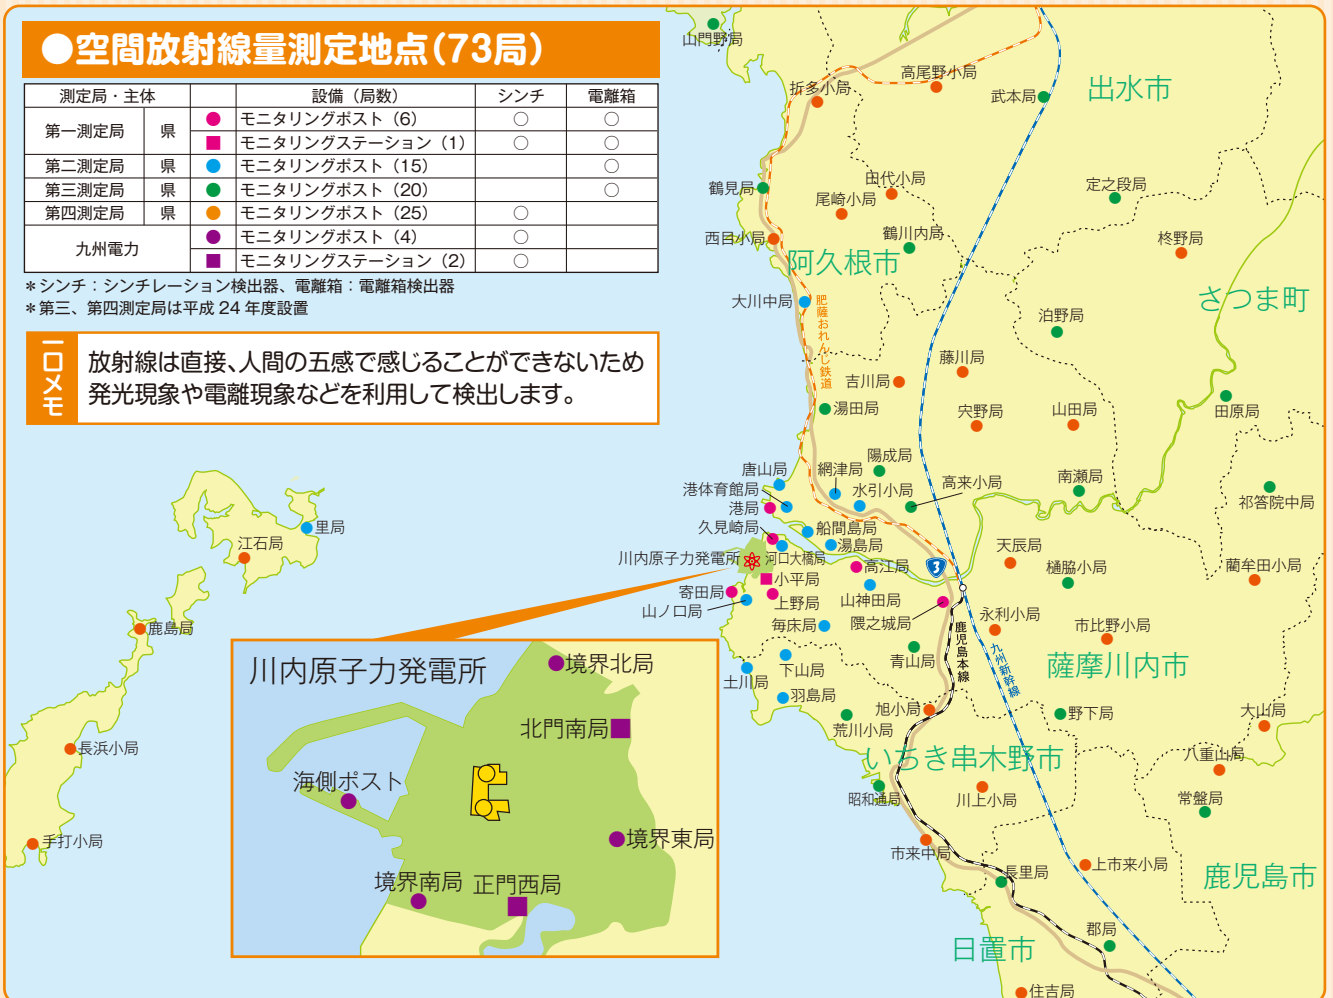 ●空間放射線量測定地点(73局)
測定局・主体 設備（局数） シンチ 電離箱
第一測定局 県 ● モニタリングポスト（6） ○ ○
■ モニタリングステーション（1） ○ ○
第二測定局 県 ● モニタリングポスト（15） ○
第三測定局 県 ● モニタリングポスト（20） ○
第四測定局 県 ● モニタリングポスト（25） ○
九州電力 ● モニタリングポスト（4） ○
■ モニタリングステーション（2） ○
＊シンチ：シンチレーション検出器、電離箱：電離箱検出器
＊第三、第四測定局は平成 24 年度設置
一口メモ
放射線は直接、人間の五感で感じることができないため
発光現象や電離現象などを利用して検出します。
山門野局
折多小局
高尾野小局
武本局
出水市
鶴見局
田代小局
尾崎小局
定之段局
西目小局
鶴川内局
柊野局
阿久根市
さつま町
大川中局
肥薩おれんじ鉄道
泊野局
藤川局
吉川局
湯田局
穴野局
山田局
田原局
唐山局
網津局
陽成局
港体育館局
水引小局
高来小局
南瀬局
祁答院中局
港局
久見崎局
船間島局
里局
江石局
川内原子力発電所
河口大橋局
湯島局
天辰局
3
小平局
高江局
樋脇小局
藺牟田小局
寄田局
上野局
山神田局
山ノ口局
隈之城局
永利小局
鹿島局
毎床局
市比野小局
鹿児島本線
九州新幹線
青山局
薩摩川内市
下山局
土川局
羽島局
旭小局
野下局
大山局
荒川小局
長浜小局
いちき串木野市
八重山局
昭和通局
川上小局
常盤局
手打小局
市来中局
長里局
上市来小局
鹿児島市
郡局
日置市
住吉局
川内原子力発電所
境界北局
北門南局
海側ポスト
境界東局
境界南局
正門西局